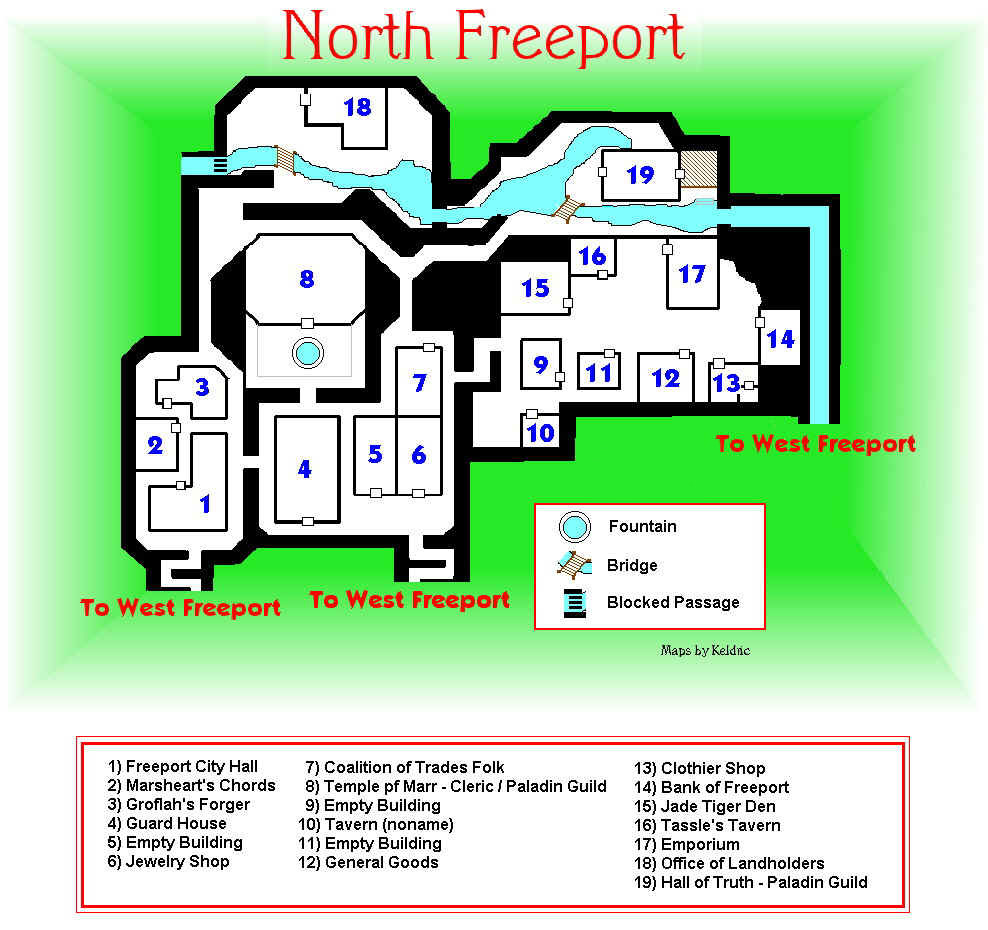 North Freeport
18
19
16
17
15
8
14
9
11
12
13
7
3
10
2
5
6
4
1
To West Freeport
To West Freeport
To West Freeport
Fountain
Bridge
Blocked Passage
Maps by Keldric
1) Freeport City Hall
2) Marsheart's Chords
3) Groflah's Forger
4) Guard House
5) Empty Building
6) Jewelry Shop
7) Coalition of Trades Folk
8) Temple pf Marr - Cleric / Paladin Guild
9) Empty Building
10) Tavern (noname)
11) Empty Building
12) General Goods
13) Clothier Shop
14) Bank of Freeport
15) Jade Tiger Den
16) Tassle's Tavern
17) Emporium
18) Office of Landholders
19) Hall of Truth - Paladin Guild